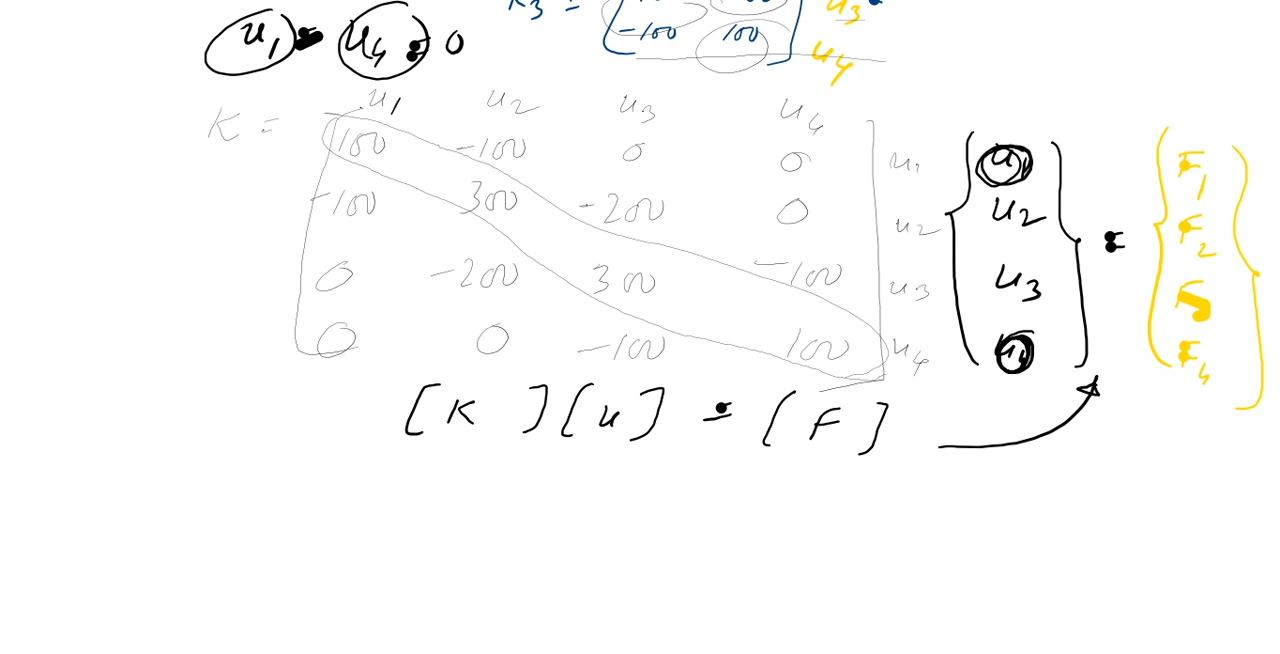 u3
-100 100
u4
u1 = u4 = 0
u1 u2 u3 u4
K =
100 -100 0 0 u1 u1 F1
-100 300 -200 0 u2 u2 = F2
0 -200 300 -100 u3 u3
0 0 -100 100 u4 u4 F4
[K][u] = [F]